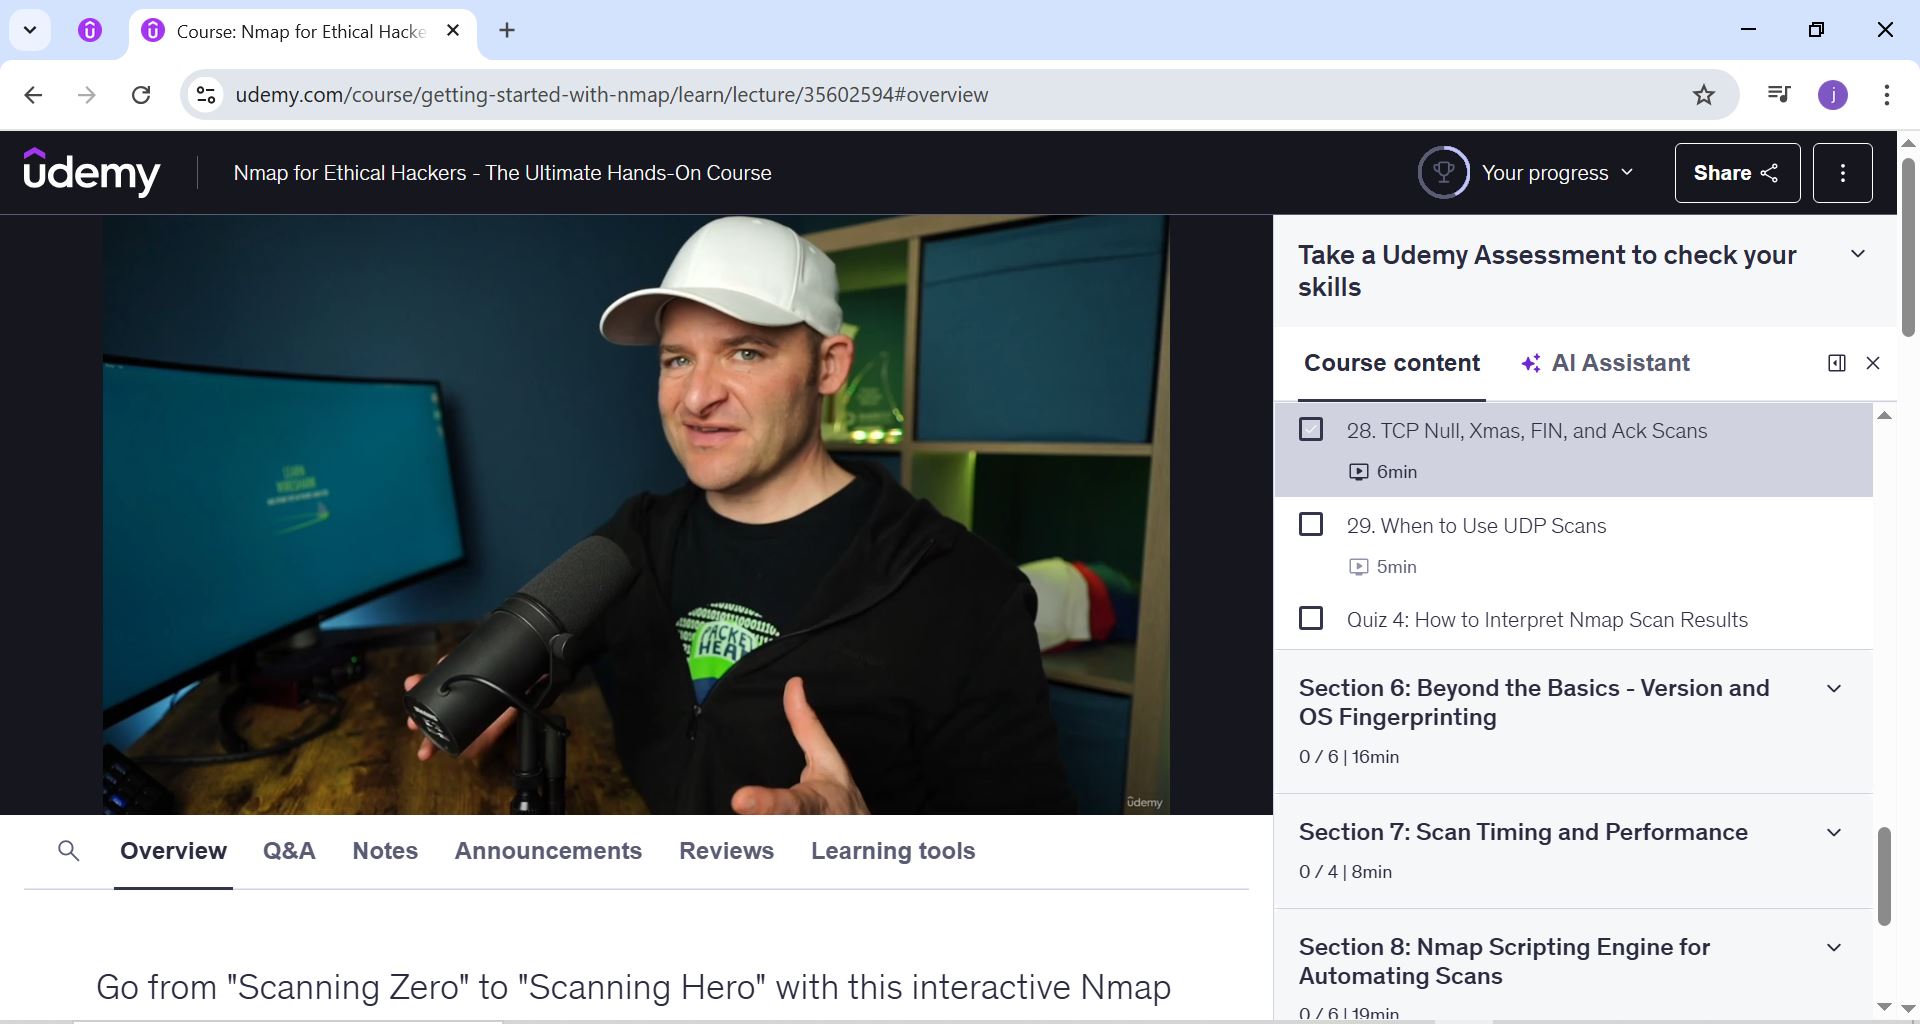 Course: Nmap for Ethical Hacke
udemy.com/course/getting-started-with-nmap/learn/lecture/35602594#overview
j
udemy
Nmap for Ethical Hackers - The Ultimate Hands-On Course
Your progress
Share
Take a Udemy Assessment to check your
skills
Course content
AI Assistant
28. TCP Null, Xmas, FIN, and Ack Scans
6min
29. When to Use UDP Scans
5min
Quiz 4: How to Interpret Nmap Scan Results
Section 6: Beyond the Basics - Version and
OS Fingerprinting
0 / 6 | 16min
Section 7: Scan Timing and Performance
0 / 4 | 8min
Section 8: Nmap Scripting Engine for
Automating Scans
0 / 6 | 19min
LEARN
WIRESHARK
PACKE
HEA
udemy
Overview
Q&A
Notes
Announcements
Reviews
Learning tools
Go from "Scanning Zero" to "Scanning Hero" with this interactive Nmap